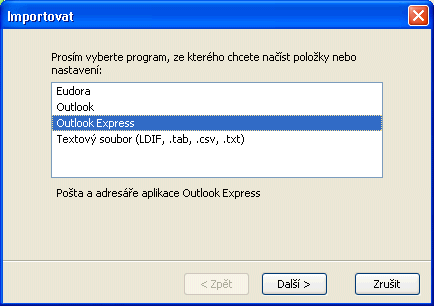 Importovat
Prosím vyberte program, ze kterého chcete načíst položky nebo
nastavení:
Eudora
Outlook
Outlook Express
Textový soubor (LDIF, .tab, .csv, .txt)
Pošta a adresáře aplikace Outlook Express
< Zpět
Další >
Zrušit